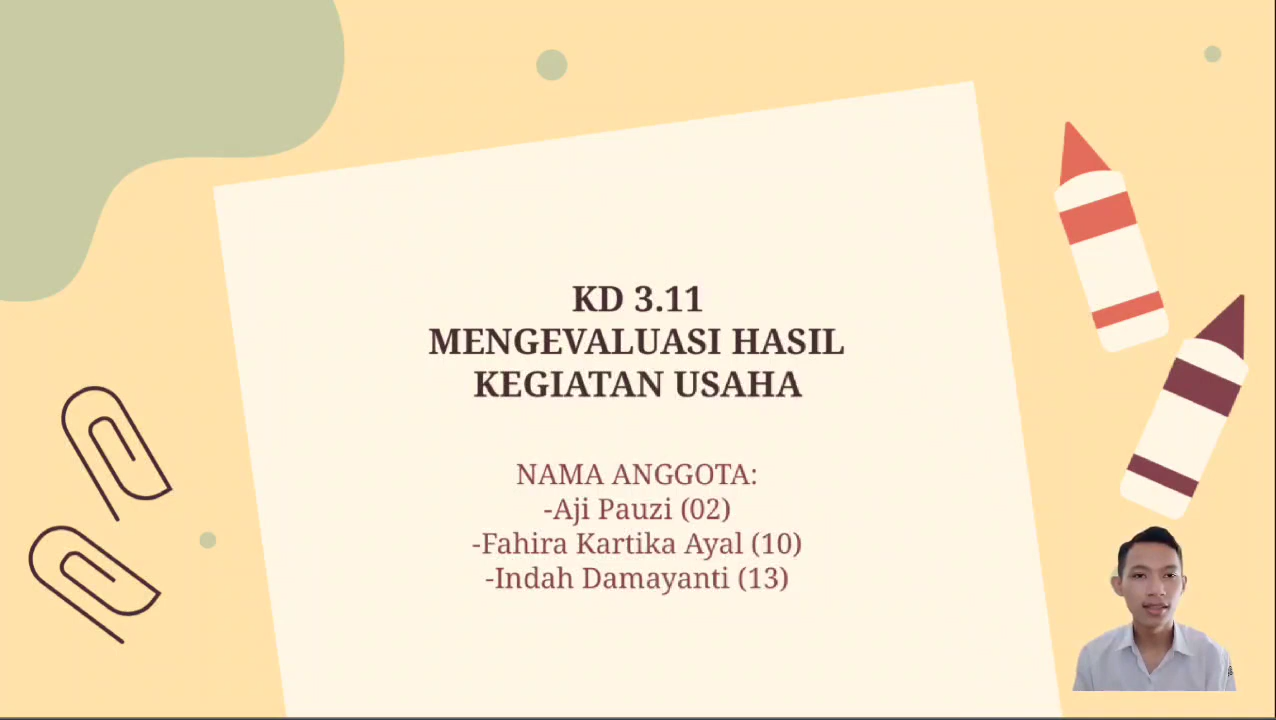 KD 3.11
MENGEVALUASI HASIL
KEGIATAN USAHA
NAMA ANGGOTA:
-Aji Pauzi (02)
-Fahira Kartika Ayal (10)
-Indah Damayanti (13)